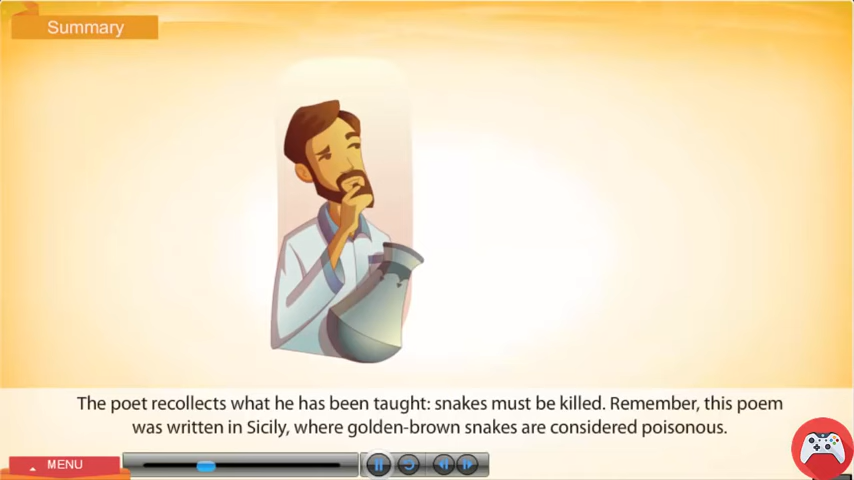 Summary
The poet recollects what he has been taught: snakes must be killed. Remember, this poem
was written in Sicily, where golden-brown snakes are considered poisonous.
MENU